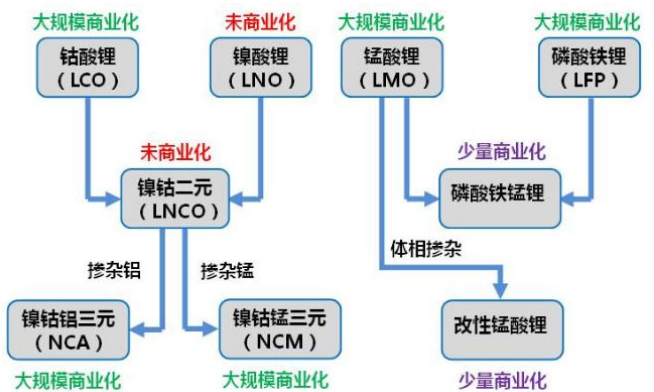 大规模商业化
未商业化
大规模商业化
大规模商业化
钴酸锂
（LCO）
镍酸锂
（LNO）
锰酸锂
（LMO）
磷酸铁锂
（LFP）
未商业化
少量商业化
镍钴二元
（LNCO）
磷酸铁锰锂
体相掺杂
掺杂铝
掺杂锰
镍钴铝三元
（NCA）
镍钴锰三元
（NCM）
改性锰酸锂
大规模商业化
大规模商业化
少量商业化